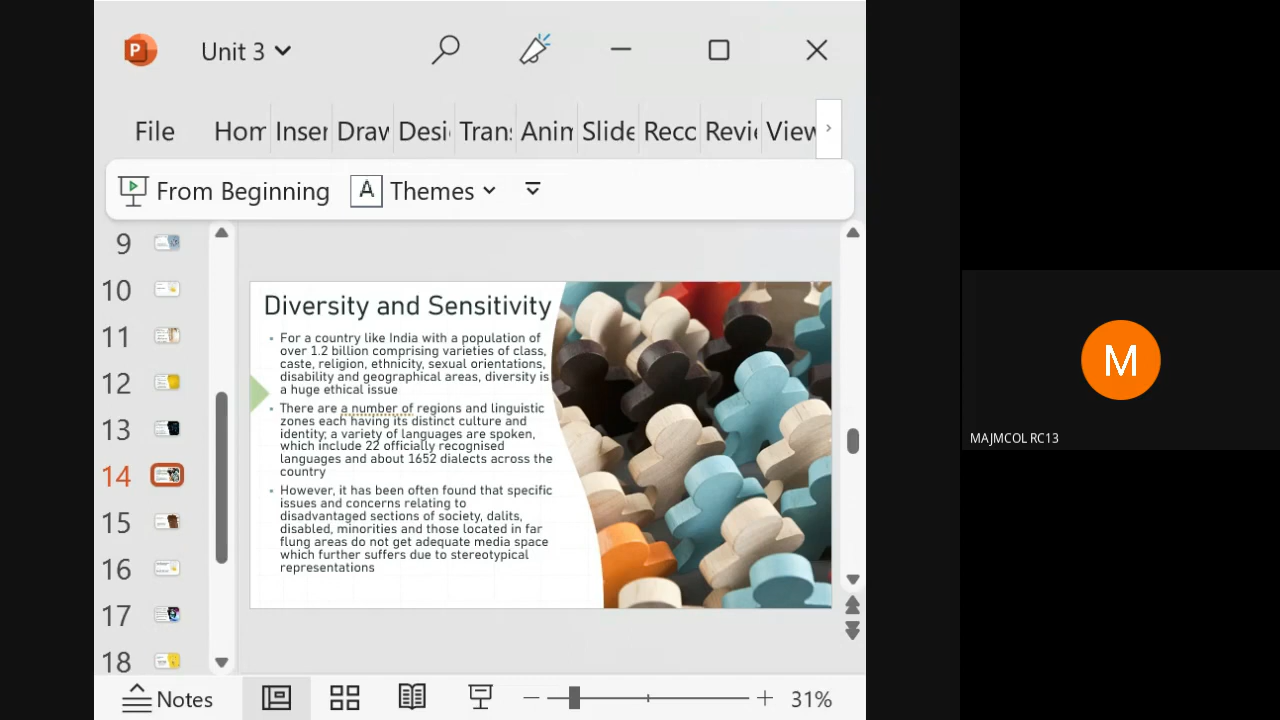 P
Unit 3
File
Hom
Inser
Drav
Desi
Tran:
Anim
Slide
Recc
Revie
View
From Beginning
A
Themes
9
10
11
12
13
14
15
16
17
18
Diversity and Sensitivity
• For a country like India with a population of
over 1.2 billion comprising varieties of class,
caste, religion, ethnicity, sexual orientations,
disability and geographical areas, diversity is
a huge ethical issue
• There are a number of regions and linguistic
zones each having its distinct culture and
identity; a variety of languages are spoken,
which include 22 officially recognised
languages and about 1652 dialects across the
country
• However, it has been often found that specific
issues and concerns relating to
disadvantaged sections of society, dalits,
disabled, minorities and those located in far
flung areas do not get adequate media space
which further suffers due to stereotypical
representations
Notes
31%
M
MAJMCOL RC13